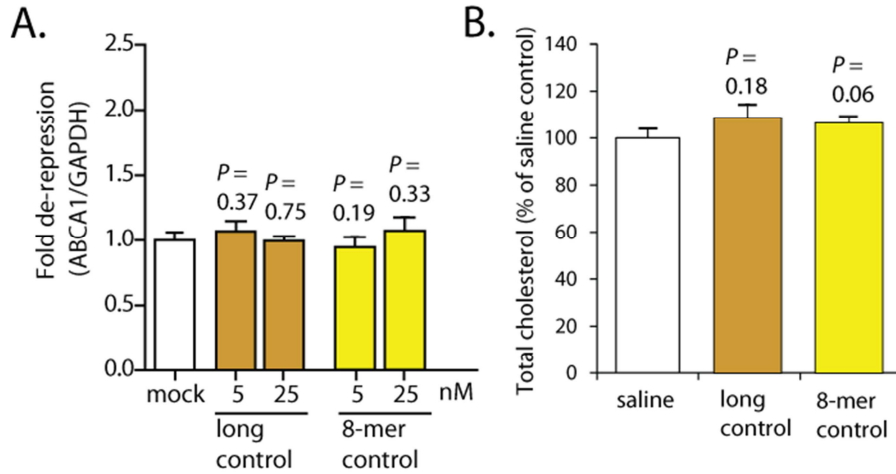 A.
Fold de-repression
(ABCA1/GAPDH)
2.5
2.0
1.5
1.0
0.5
0.0
P =
0.37
P =
0.75
P =
0.19
P =
0.33
mock
5
25
5
25
nM
long
control
8-mer
control
B.
Total cholesterol (% of saline control)
140
120
100
80
60
40
20
0
P =
0.18
P =
0.06
saline
long
control
8-mer
control